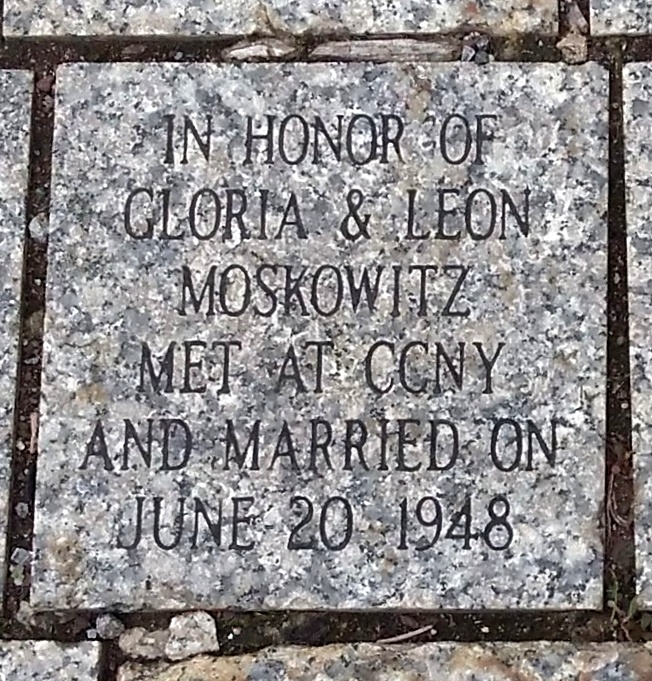 IN HONOR OF
GLORIA & LEON
MOSKOWITZ
MET AT CCNY
AND MARRIED ON
JUNE 20 1948